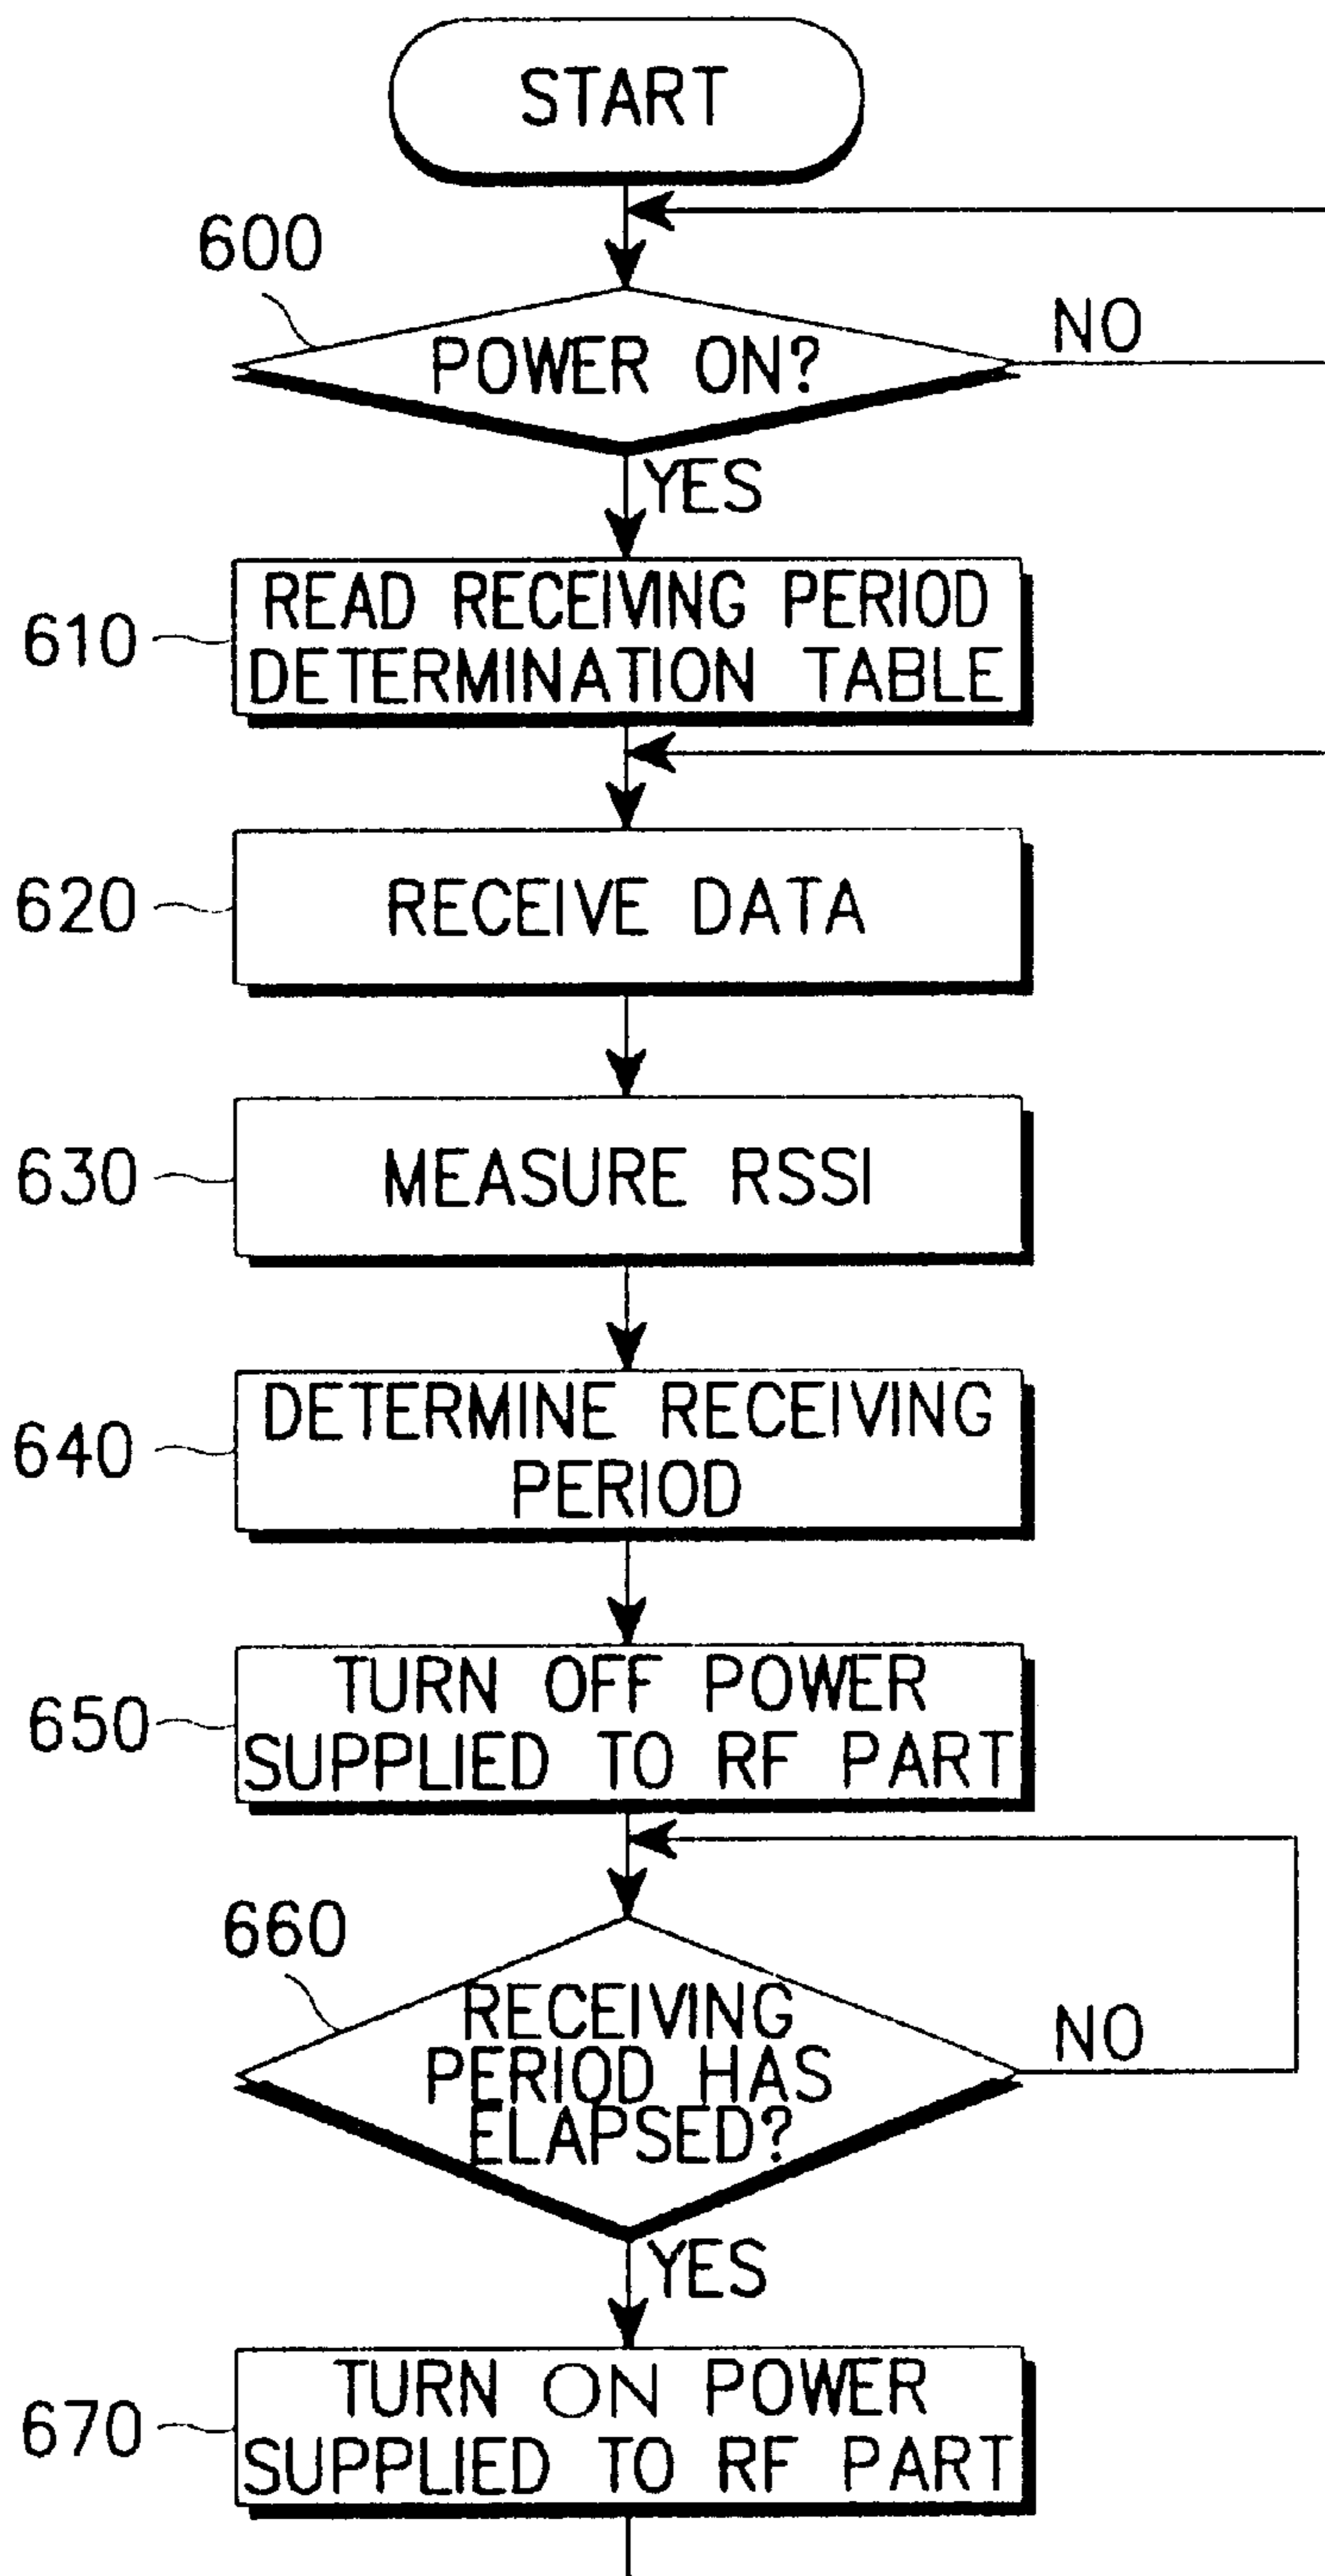 START
600
POWER ON?
NO
YES
610
READ RECEIVING PERIOD
DETERMINATION TABLE
620
RECEIVE DATA
630
MEASURE RSSI
640
DETERMINE RECEIVING
PERIOD
650
TURN OFF POWER
SUPPLIED TO RF PART
660
RECEIVING
PERIOD HAS
ELAPSED?
NO
YES
670
TURN ON POWER
SUPPLIED TO RF PART